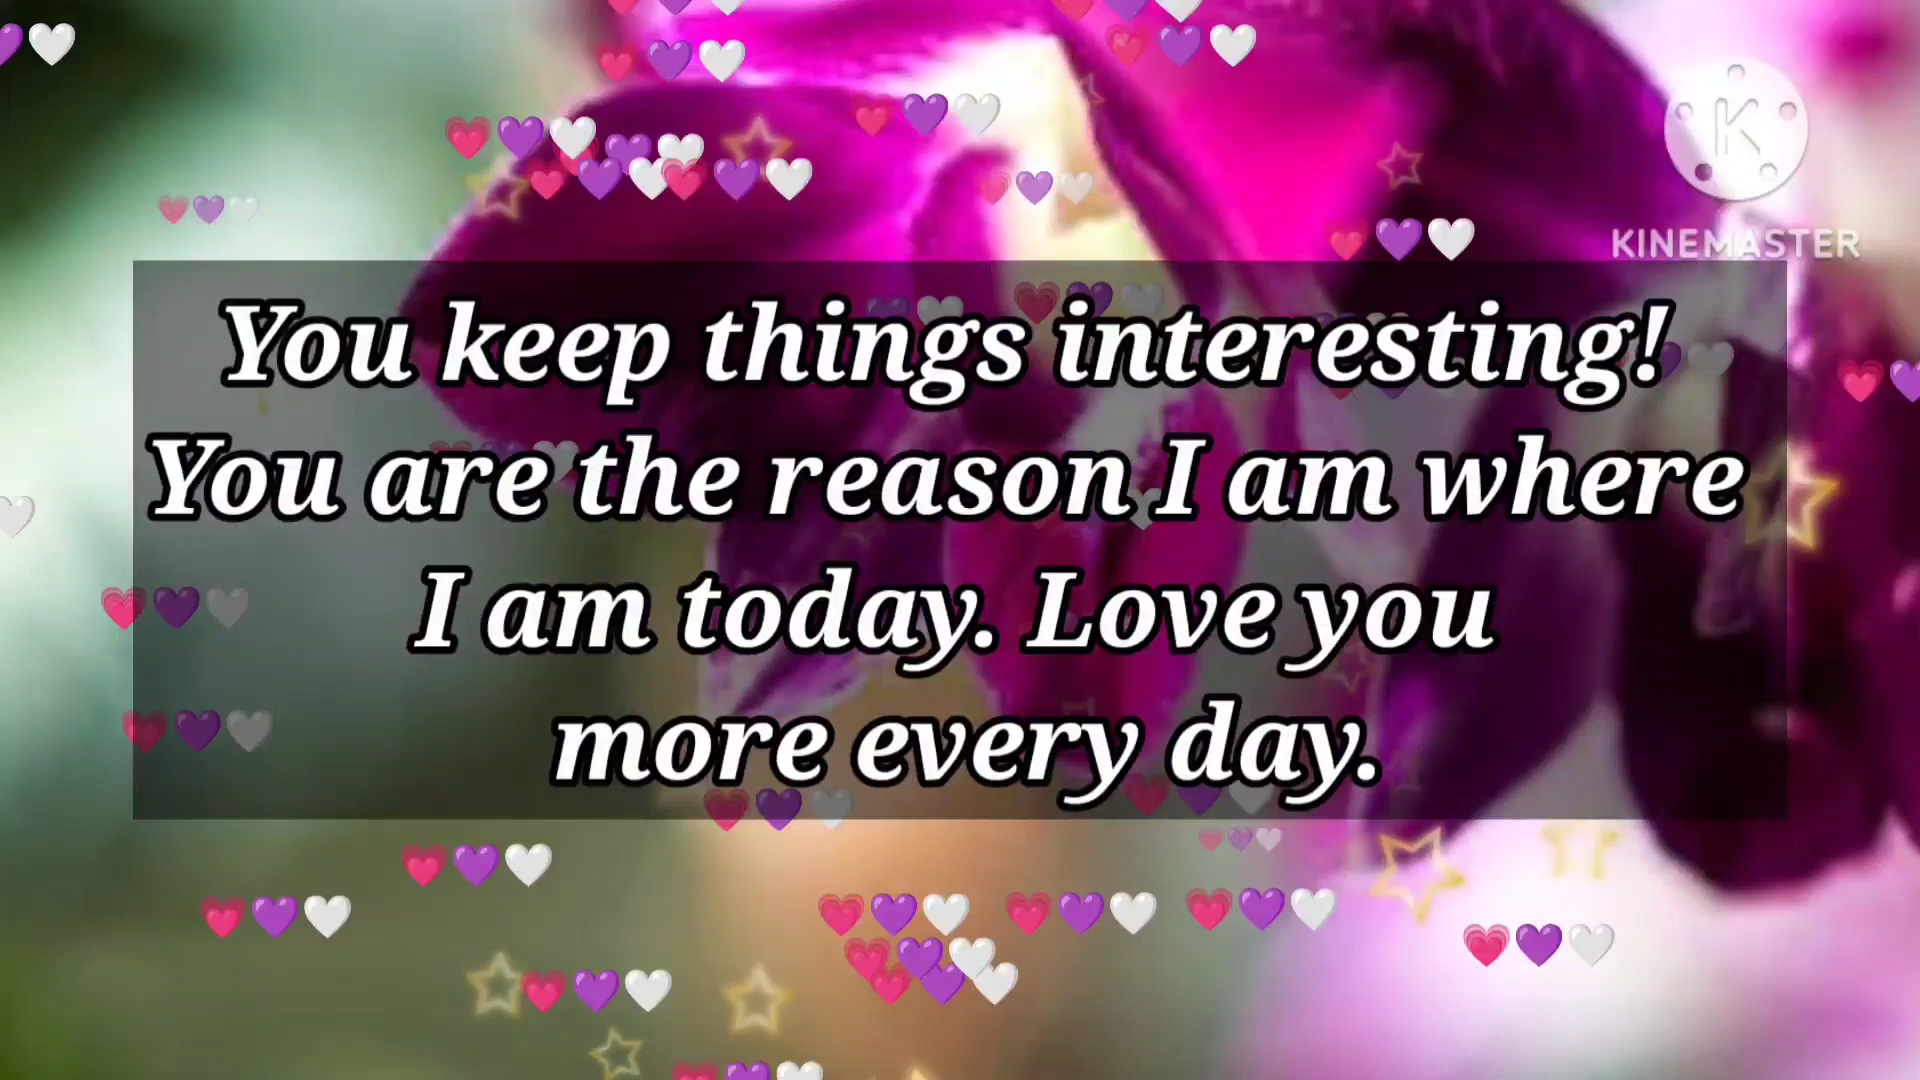 KINEMASTER
You keep things interesting!
You are the reason I am where
I am today. Love you
more every day.